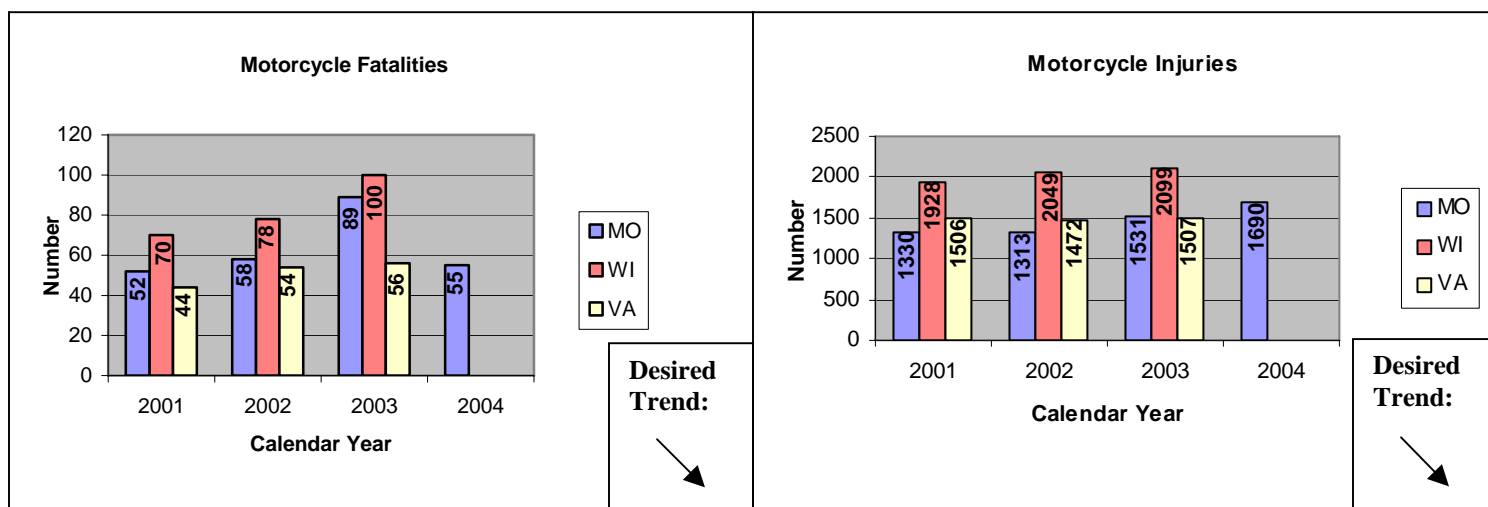 Motorcycle Fatalities
120
100
80
60
40
20
0
Number
52
70
44
58
78
54
89
100
56
55
2001 2002 2003 2004
Calendar Year
MO
WI
VA
Desired
Trend:
Motorcycle Injuries
2500
2000
1500
1000
500
0
Number
1330
1928
1506
1313
2049
1472
1531
2099
1507
1690
2001 2002 2003 2004
Calendar Year
MO
WI
VA
Desired
Trend: